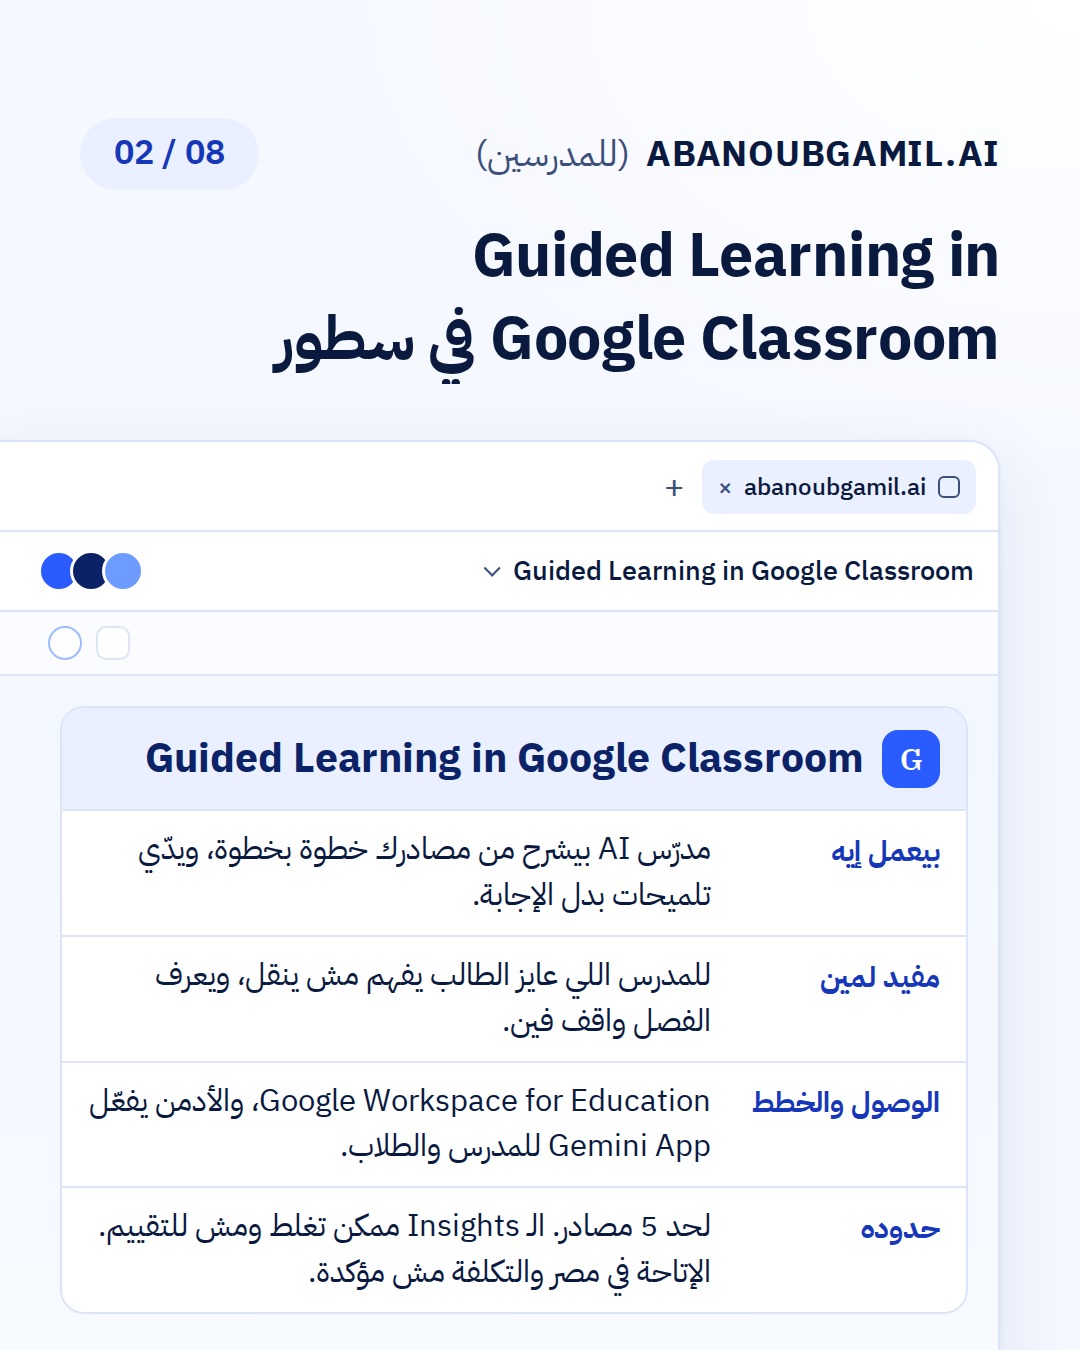 ABANOUBGAMIL.AI (للمدرسين)
02 / 08
Guided Learning in
Google Classroom في سطور
abanoubgamil.ai × +
Guided Learning in Google Classroom
G Guided Learning in Google Classroom
بيعمل إيه
مدرّس AI بيشرح من مصادرك خطوة بخطوة، ويدّي
تلميحات بدل الإجابة.
مفيد لمين
للمدرس اللي عايز الطالب يفهم مش ينقل، ويعرف
الفصل واقف فين.
الوصول والخطط
Google Workspace for Education، والأدمن يفعّل
Gemini App للمدرس والطلاب.
حدوده
لحد 5 مصادر. الـ Insights ممكن تغلط ومش للتقييم.
الإتاحة في مصر والتكلفة مش مؤكدة.